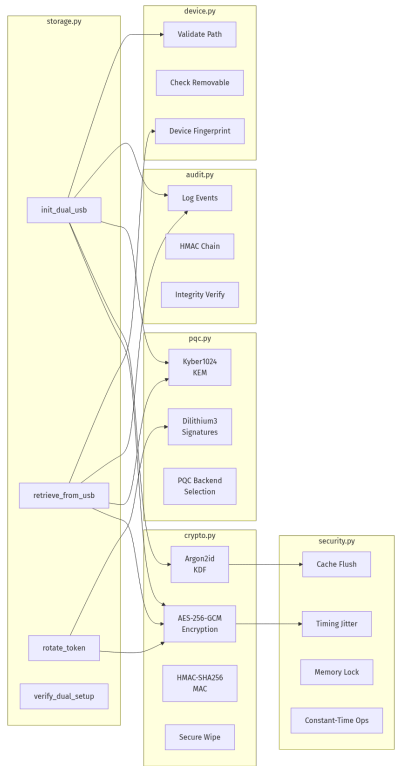 storage.py
init_dual_usb
retrieve_from_usb
rotate_token
verify_dual_setup
device.py
Validate Path
Check Removable
Device Fingerprint
audit.py
Log Events
HMAC Chain
Integrity Verify
pqc.py
Kyber1024
KEM
Dilithium3
Signatures
PQC Backend
Selection
crypto.py
Argon2id
KDF
AES-256-GCM
Encryption
HMAC-SHA256
MAC
Secure Wipe
security.py
Cache Flush
Timing Jitter
Memory Lock
Constant-Time Ops